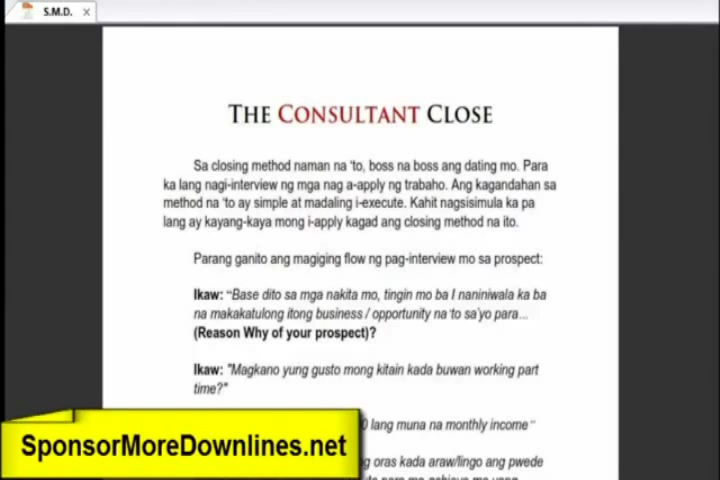 S.M.D.
THE CONSULTANT CLOSE
Sa closing method naman na 'to, boss na boss ang dating mo. Para
ka lang nagi-interview ng mga nag a-apply ng trabaho. Ang kagandahan sa
method na 'to ay simple at madaling i-execute. Kahit nagsisimula ka pa
lang ay kayang-kaya mong i-apply kagad ang closing method na ito.
Parang ganito ang magiging flow ng pag-interview mo sa prospect:
Ikaw: “Base dito sa mga nakita mo, tingin mo ba I naniniwala ka ba
na makakatulong itong business / opportunity na 'to sa'yo para...
(Reason Why of your prospect)?
Ikaw: "Magkano yung gusto mong kitain kada buwan working part
time?"
0 lang muna na monthly income “
oras kada araw/lingo ang pwede
SponsorMoreDownlines.net